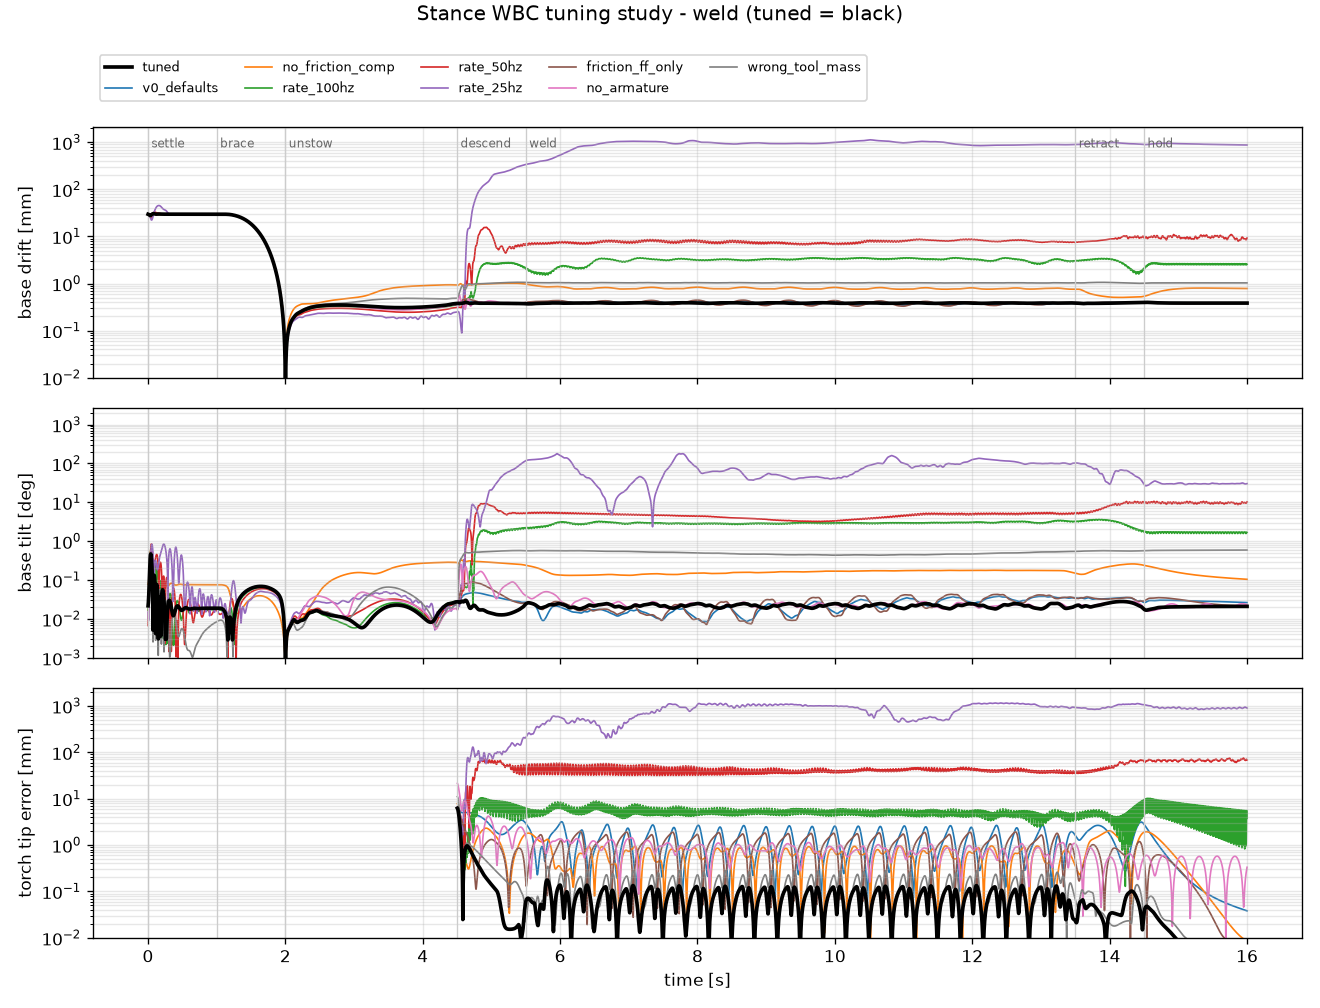 Stance WBC tuning study - weld (tuned = black)
tuned no_friction_comp rate_50hz friction_ff_only wrong_tool_mass
v0_defaults rate_100hz rate_25hz no_armature
base drift [mm]
settle brace unstow descend weld retract hold
10³
10²
10¹
10⁰
10⁻¹
10⁻²
base tilt [deg]
10³
10²
10¹
10⁰
10⁻¹
10⁻²
10⁻³
torch tip error [mm]
10³
10²
10¹
10⁰
10⁻¹
10⁻²
0 2 4 6 8 10 12 14 16
time [s]